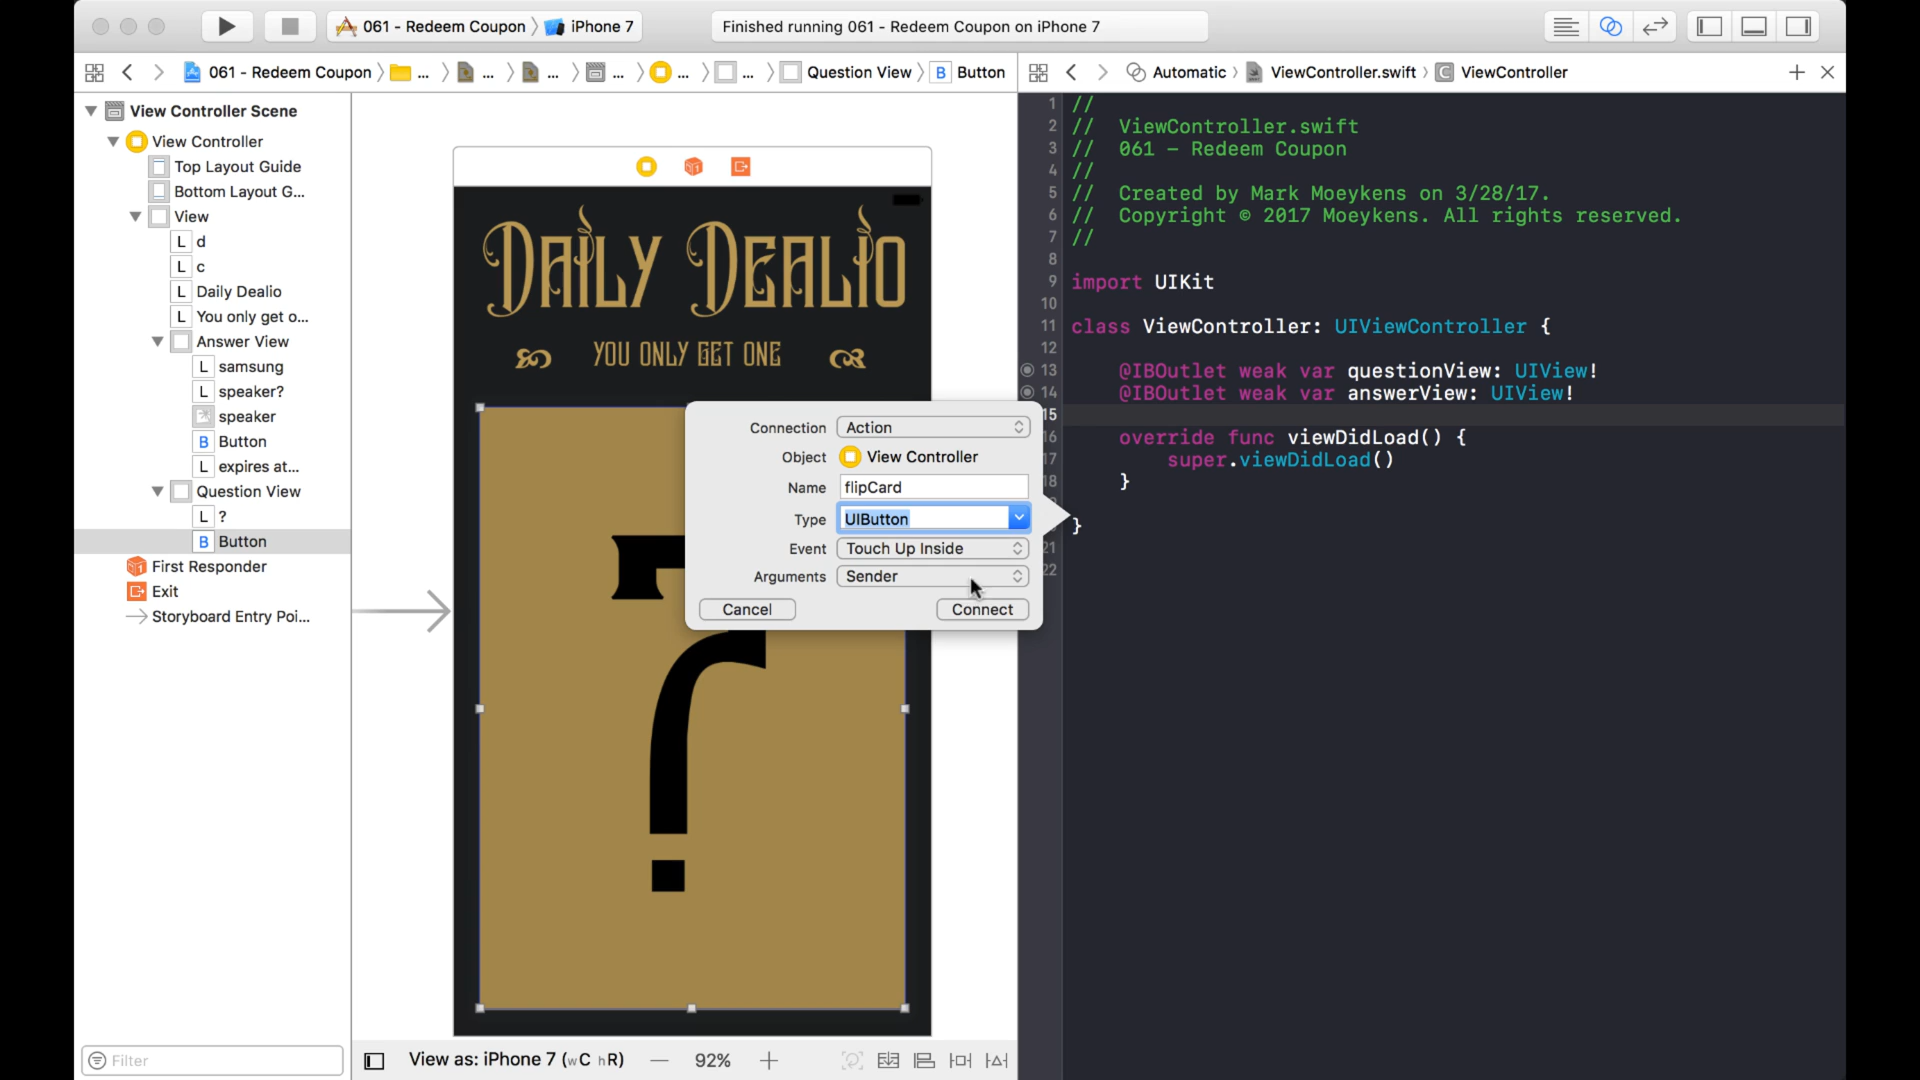 061 - Redeem Coupon
iPhone 7
Finished running 061 - Redeem Coupon on iPhone 7
061 - Redeem Coupon
...
...
...
...
...
...
Question View
B
Button
Automatic
ViewController.swift
C
ViewController
View Controller Scene
View Controller
Top Layout Guide
Bottom Layout G...
View
L d
L c
L Daily Dealio
L You only get o...
Answer View
L samsung
L speaker?
speaker
B Button
L expires at...
Question View
L ?
B Button
First Responder
Exit
Storyboard Entry Poi...
Filter
Daily Dealio
YOU ONLY GET ONE
?
Connection Action
Object View Controller
Name flipCard
Type UIButton
Event Touch Up Inside
Arguments Sender
Cancel Connect
View as: iPhone 7 (wC hR)
92%
1 //
2 //  ViewController.swift
3 //  061 - Redeem Coupon
4 //
5 //  Created by Mark Moeykens on 3/28/17.
6 //  Copyright © 2017 Moeykens. All rights reserved.
7 //
8
9 import UIKit
10
11 class ViewController: UIViewController {
12
13 @IBOutlet weak var questionView: UIView!
14 @IBOutlet weak var answerView: UIView!
15
16 override func viewDidLoad() {
17 super.viewDidLoad()
18 }
}
21
22